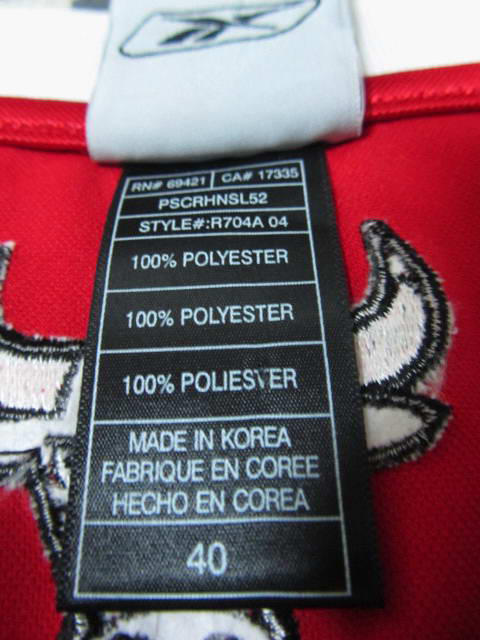 RN# 69421 CA# 17335
PSCRHNSL52
STYLE#:R704A 04
100% POLYESTER
100% POLYESTER
100% POLIESTER
MADE IN KOREA
FABRIQUE EN COREE
HECHO EN COREA
40